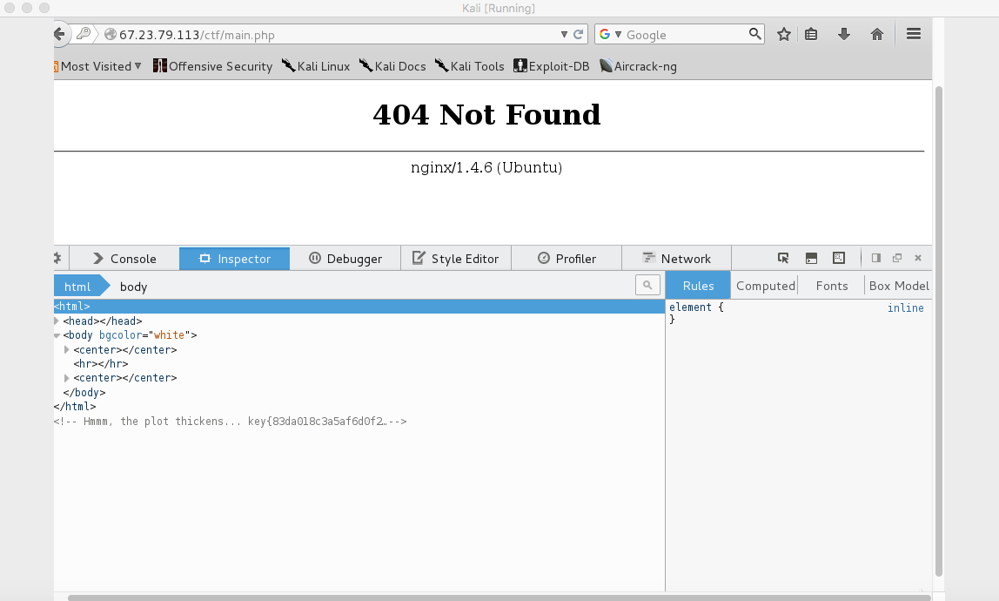 Kali [Running]
67.23.79.113/ctf/main.php
Google
Most Visited Offensive Security Kali Linux Kali Docs Kali Tools Exploit-DB Aircrack-ng
404 Not Found
nginx/1.4.6 (Ubuntu)
Console Inspector Debugger Style Editor Profiler Network
html body
Rules Computed Fonts Box Model
<html>
<head></head>
<body bgcolor="white">
<center></center>
<hr></hr>
<center></center>
</body>
</html>
<!-- Hmmm, the plot thickens... key{83da018c3a5af6d0f2…-->
element { inline
}